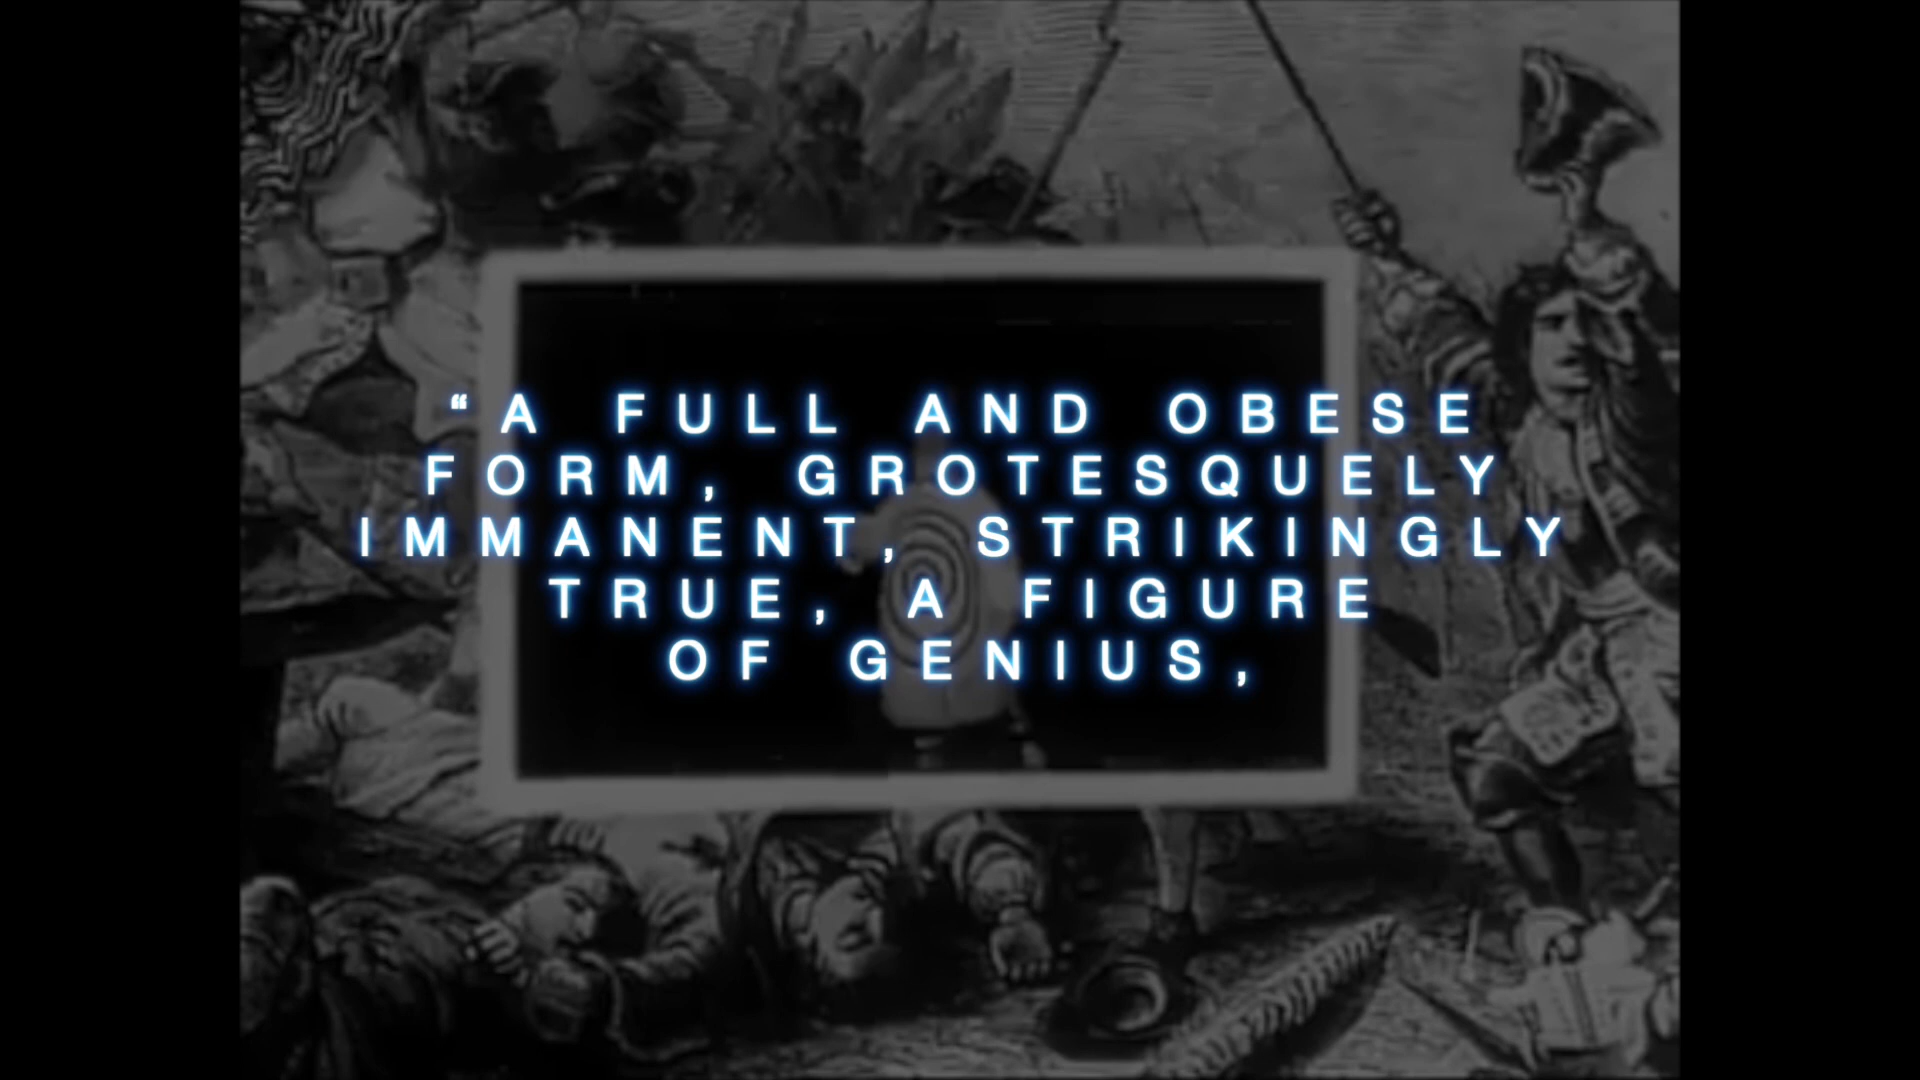 “A FULL AND OBESE
FORM, GROTESQUELY
IMMANENT, STRIKINGLY
TRUE, A FIGURE
OF GENIUS,